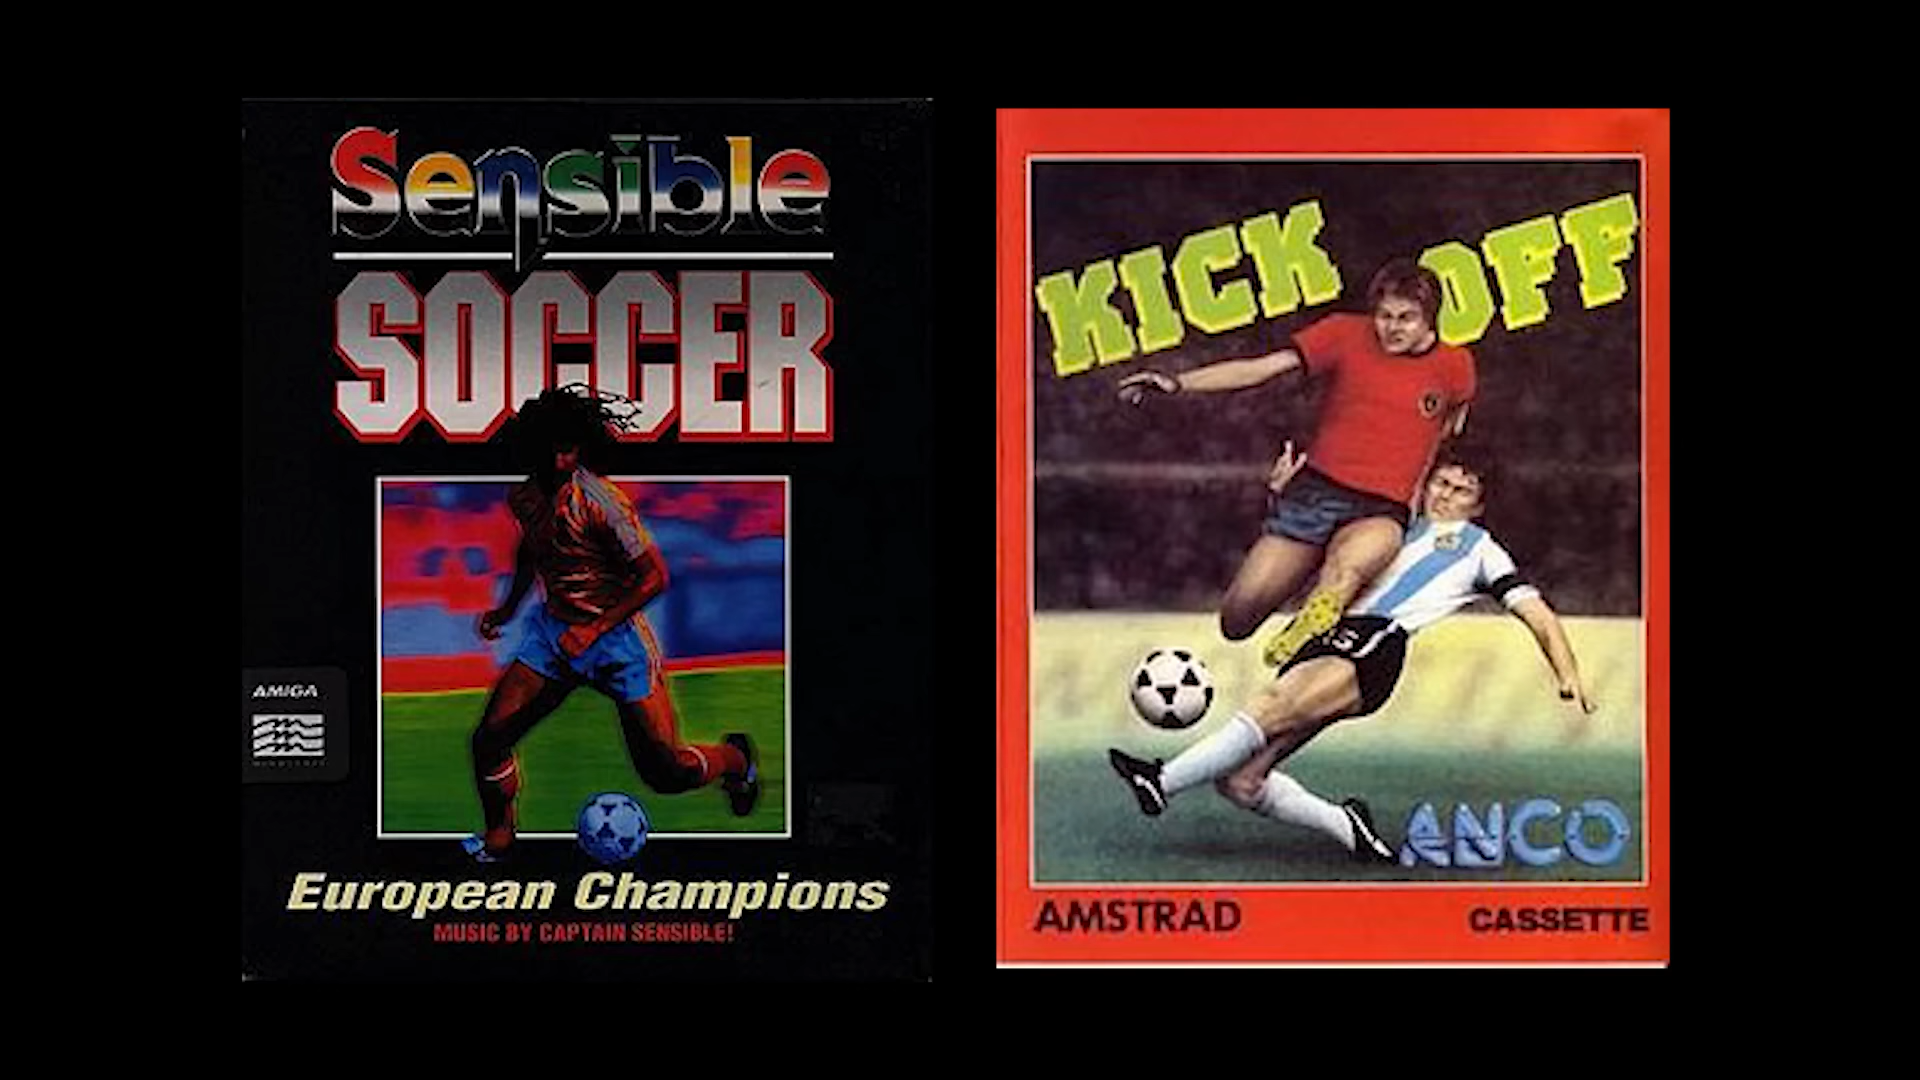 Sensible
SOCCER
AMIGA
European Champions
MUSIC BY CAPTAIN SENSIBLE!
KICK OFF
ANCO
AMSTRAD
CASSETTE